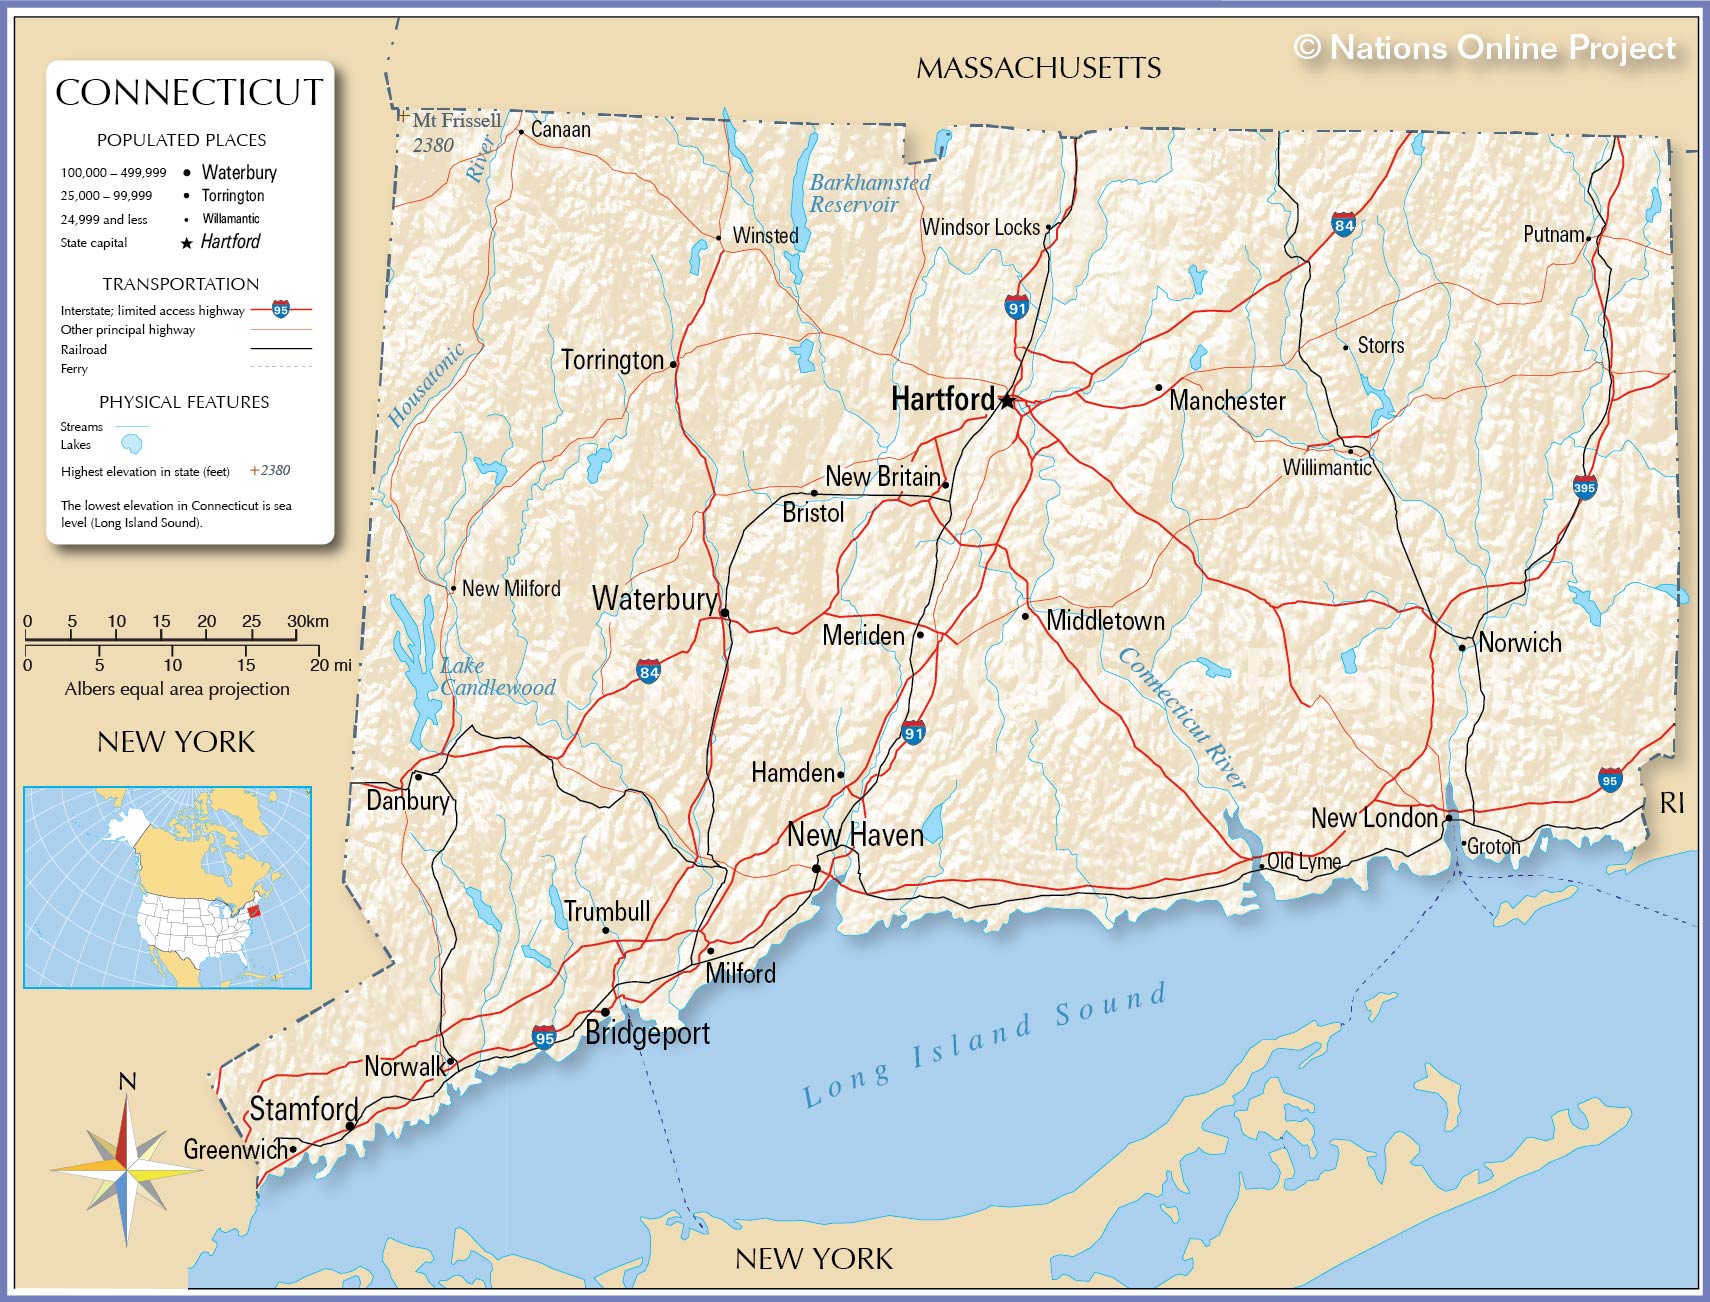 © Nations Online Project
MASSACHUSETTS
CONNECTICUT
POPULATED PLACES
100,000 – 499,999 Waterbury
25,000 – 99,999 Torrington
24,999 and less Willamantic
State capital Hartford
TRANSPORTATION
Interstate; limited access highway 95
Other principal highway
Railroad
Ferry
PHYSICAL FEATURES
Streams
Lakes
Highest elevation in state (feet) +2380
The lowest elevation in Connecticut is sea
level (Long Island Sound).
0 5 10 15 20 25 30km
0 5 10 15 20 mi
Albers equal area projection
NEW YORK
Mt Frissell
2380
Canaan
River
Barkhamsted
Reservoir
Winsted
Windsor Locks
84
Putnam
91
Housatonic
Torrington
Storrs
Hartford
Manchester
Willimantic
New Britain
Bristol
395
New Milford
Waterbury
Meriden
Middletown
Norwich
Lake
Candlewood
84
Connecticut River
91
Hamden
95
Danbury
RI
New London
New Haven
Groton
Old Lyme
Trumbull
Milford
Bridgeport
95
Long Island Sound
Norwalk
Stamford
Greenwich
N
NEW YORK